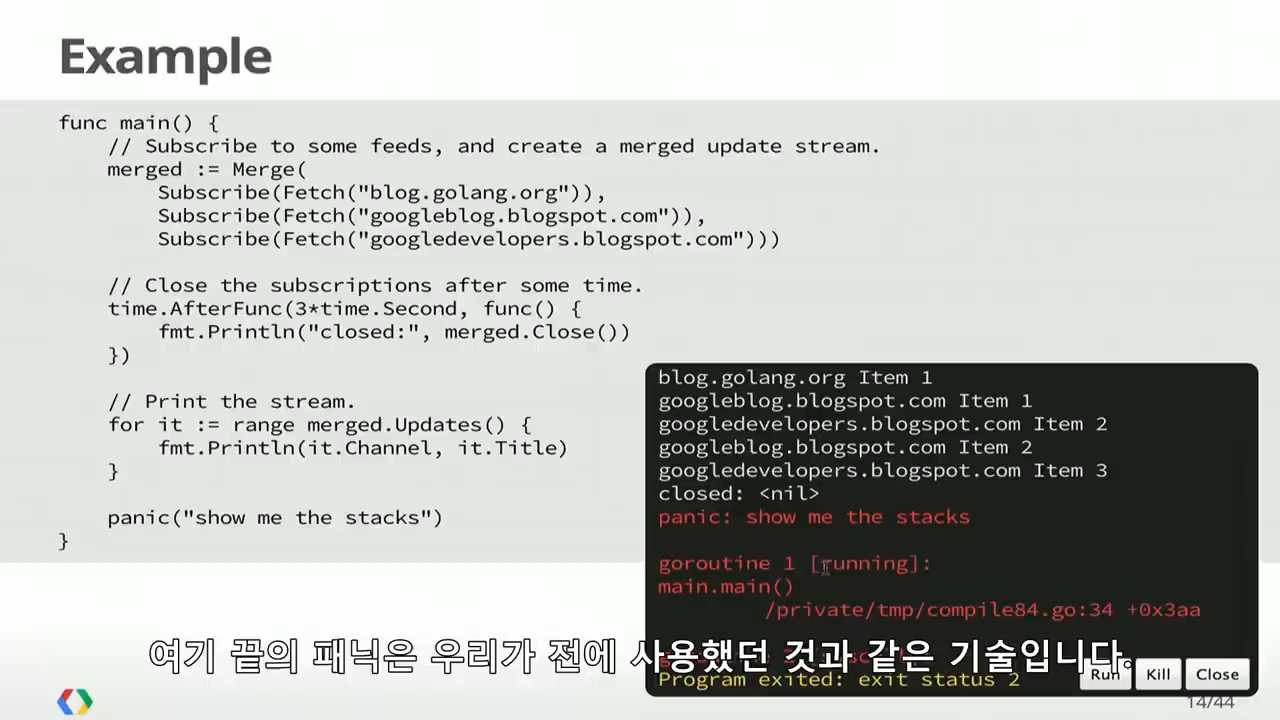 Example
func main() {
// Subscribe to some feeds, and create a merged update stream.
merged := Merge(
Subscribe(Fetch("blog.golang.org")),
Subscribe(Fetch("googleblog.blogspot.com")),
Subscribe(Fetch("googledevelopers.blogspot.com")))
// Close the subscriptions after some time.
time.AfterFunc(3*time.Second, func() {
fmt.Println("closed:", merged.Close())
})
// Print the stream.
for it := range merged.Updates() {
fmt.Println(it.Channel, it.Title)
}
panic("show me the stacks")
}
blog.golang.org Item 1
googleblog.blogspot.com Item 1
googledevelopers.blogspot.com Item 2
googleblog.blogspot.com Item 2
googledevelopers.blogspot.com Item 3
closed: <nil>
panic: show me the stacks
goroutine 1 [running]:
main.main()
/private/tmp/compile84.go:34 +0x3aa
여기 끝의 패닉은 우리가 전에 사용했던 것과 같은 기술입니다.
Program exited: exit status 2
Run Kill Close
14/44